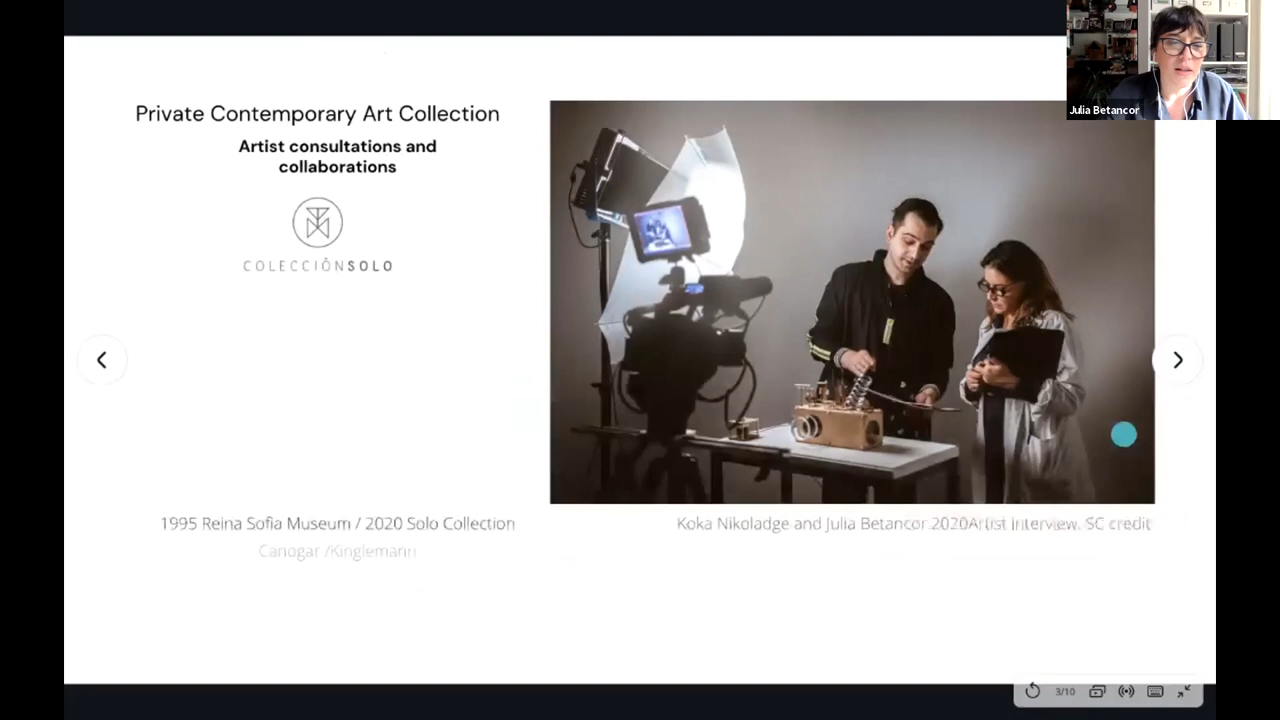 Private Contemporary Art Collection
Artist consultations and
collaborations
COLECCIÓNSOLO
1995 Reina Sofia Museum / 2020 Solo Collection
Canogar /Kinglemann
Koka Nikoladge and Julia Betancor 2020Artist Interview. SC credit
Julia Betancor
3/10